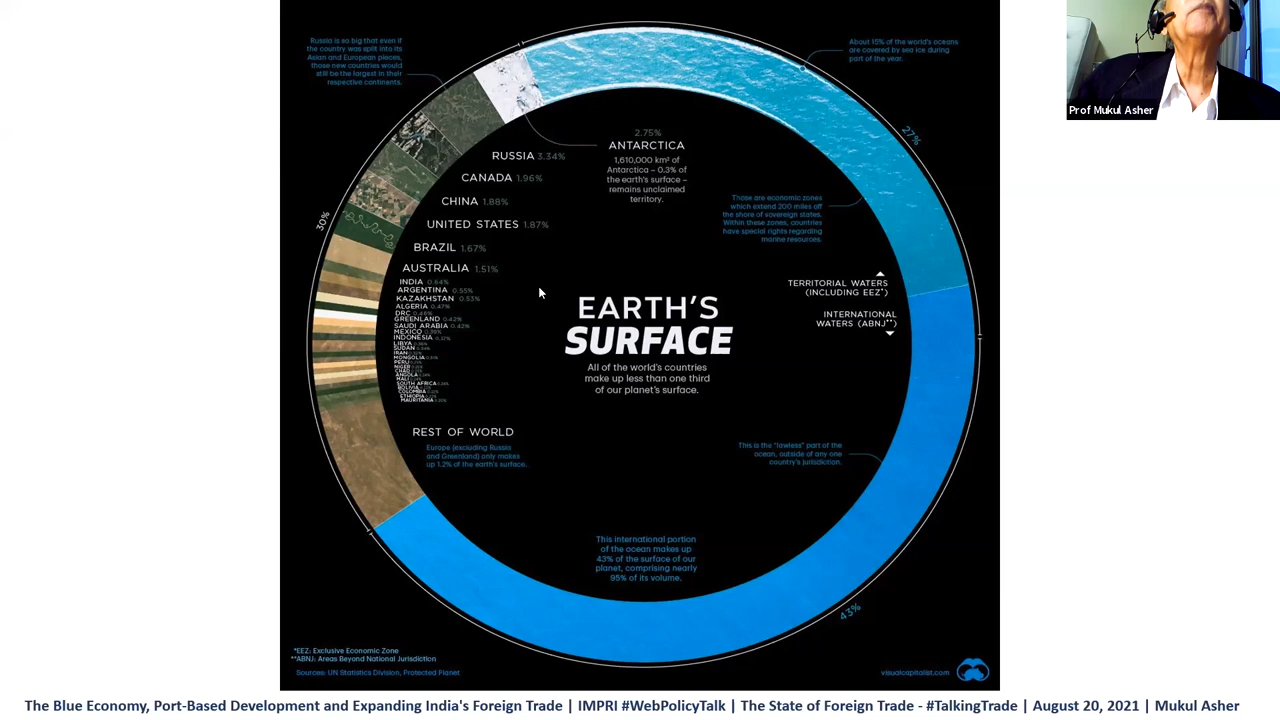 Russia is so big that even if
the country was split into its
Asian and European pieces,
those new countries would
still be the largest in their
respective continents.
About 15% of the world's oceans
are covered by sea ice during
part of the year.
Prof Mukul Asher
27%
2.75%
ANTARCTICA
1,610,000 km² of
Antarctica – 0.3% of
the earth's surface –
remains unclaimed
territory.
RUSSIA 3.34%
CANADA 1.96%
CHINA 1.88%
UNITED STATES 1.87%
BRAZIL 1.67%
AUSTRALIA 1.51%
INDIA 0.64%
ARGENTINA 0.55%
KAZAKHSTAN 0.53%
ALGERIA 0.47%
DRC 0.46%
GREENLAND 0.42%
SAUDI ARABIA 0.42%
MEXICO
INDONESIA 0.37%
LIBYA
SUDAN
IRAN
MONGOLIA
PERU
NIGER
CHAD
ANGOLA
MALI
SOUTH AFRICA
BOLIVIA
COLOMBIA
ETHIOPIA
MAURITANIA
30%
These are economic zones
which extend 200 miles off
the shore of sovereign states.
Within these zones, countries
have special rights regarding
marine resources.
TERRITORIAL WATERS
(INCLUDING EEZ*)
INTERNATIONAL
WATERS (ABNJ**)
EARTH'S
SURFACE
All of the world's countries
make up less than one third
of our planet's surface.
REST OF WORLD
Europe (excluding Russia
and Greenland) only makes
up 1.2% of the earth's surface.
This is the "lawless" part of the
ocean, outside of any one
country's jurisdiction.
This international portion
of the ocean makes up
43% of the surface of our
planet, comprising nearly
95% of its volume.
43%
*EEZ: Exclusive Economic Zone
**ABNJ: Areas Beyond National Jurisdiction
Sources: UN Statistics Division, Protected Planet
visualcapitalist.com
The Blue Economy, Port-Based Development and Expanding India's Foreign Trade | IMPRI #WebPolicyTalk | The State of Foreign Trade - #TalkingTrade | August 20, 2021 | Mukul Asher